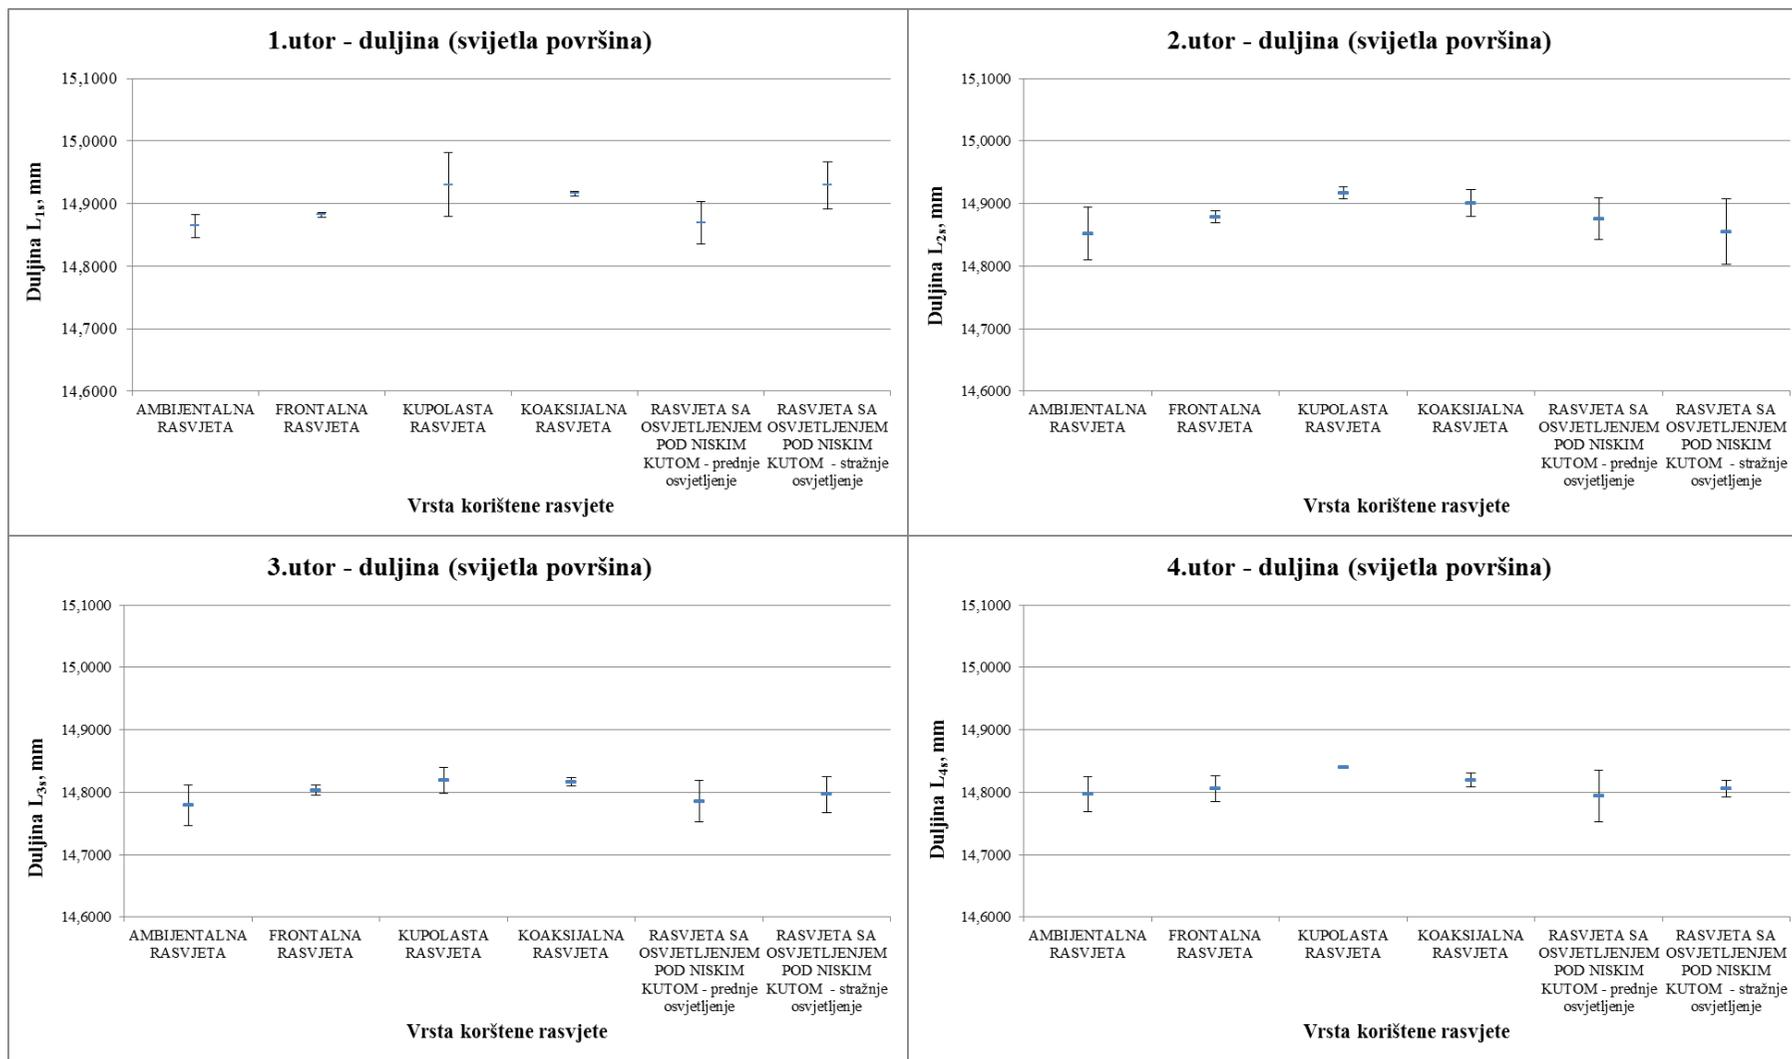 1.utor - duljina (svijetla površina)
15,1000
15,0000
14,9000
14,8000
14,7000
14,6000
Duljina L1s, mm
AMBIJENTALNA
RASVJETA
FRONTALNA
RASVJETA
KUPOLASTA
RASVJETA
KOAKSIJALNA
RASVJETA
RASVJETA SA
OSVJETLJENJEM
POD NISKIM
KUTOM - prednje
osvjetljenje
RASVJETA SA
OSVJETLJENJEM
POD NISKIM
KUTOM - stražnje
osvjetljenje
Vrsta korištene rasvjete
2.utor - duljina (svijetla površina)
15,1000
15,0000
14,9000
14,8000
14,7000
14,6000
Duljina L2s, mm
AMBIJENTALNA
RASVJETA
FRONTALNA
RASVJETA
KUPOLASTA
RASVJETA
KOAKSIJALNA
RASVJETA
RASVJETA SA
OSVJETLJENJEM
POD NISKIM
KUTOM - prednje
osvjetljenje
RASVJETA SA
OSVJETLJENJEM
POD NISKIM
KUTOM - stražnje
osvjetljenje
Vrsta korištene rasvjete
3.utor - duljina (svijetla površina)
15,1000
15,0000
14,9000
14,8000
14,7000
14,6000
Duljina L3s, mm
AMBIJENTALNA
RASVJETA
FRONTALNA
RASVJETA
KUPOLASTA
RASVJETA
KOAKSIJALNA
RASVJETA
RASVJETA SA
OSVJETLJENJEM
POD NISKIM
KUTOM - prednje
osvjetljenje
RASVJETA SA
OSVJETLJENJEM
POD NISKIM
KUTOM - stražnje
osvjetljenje
Vrsta korštene rasvjete
4.utor - duljina (svijetla površina)
15,1000
15,0000
14,9000
14,8000
14,7000
14,6000
Duljina L4s, mm
AMBIJENTALNA
RASVJETA
FRONTALNA
RASVJETA
KUPOLASTA
RASVJETA
KOAKSIJALNA
RASVJETA
RASVJETA SA
OSVJETLJENJEM
POD NISKIM
KUTOM - prednje
osvjetljenje
RASVJETA SA
OSVJETLJENJEM
POD NISKIM
KUTOM - stražnje
osvjetljenje
Vrsta korištene rasvjete